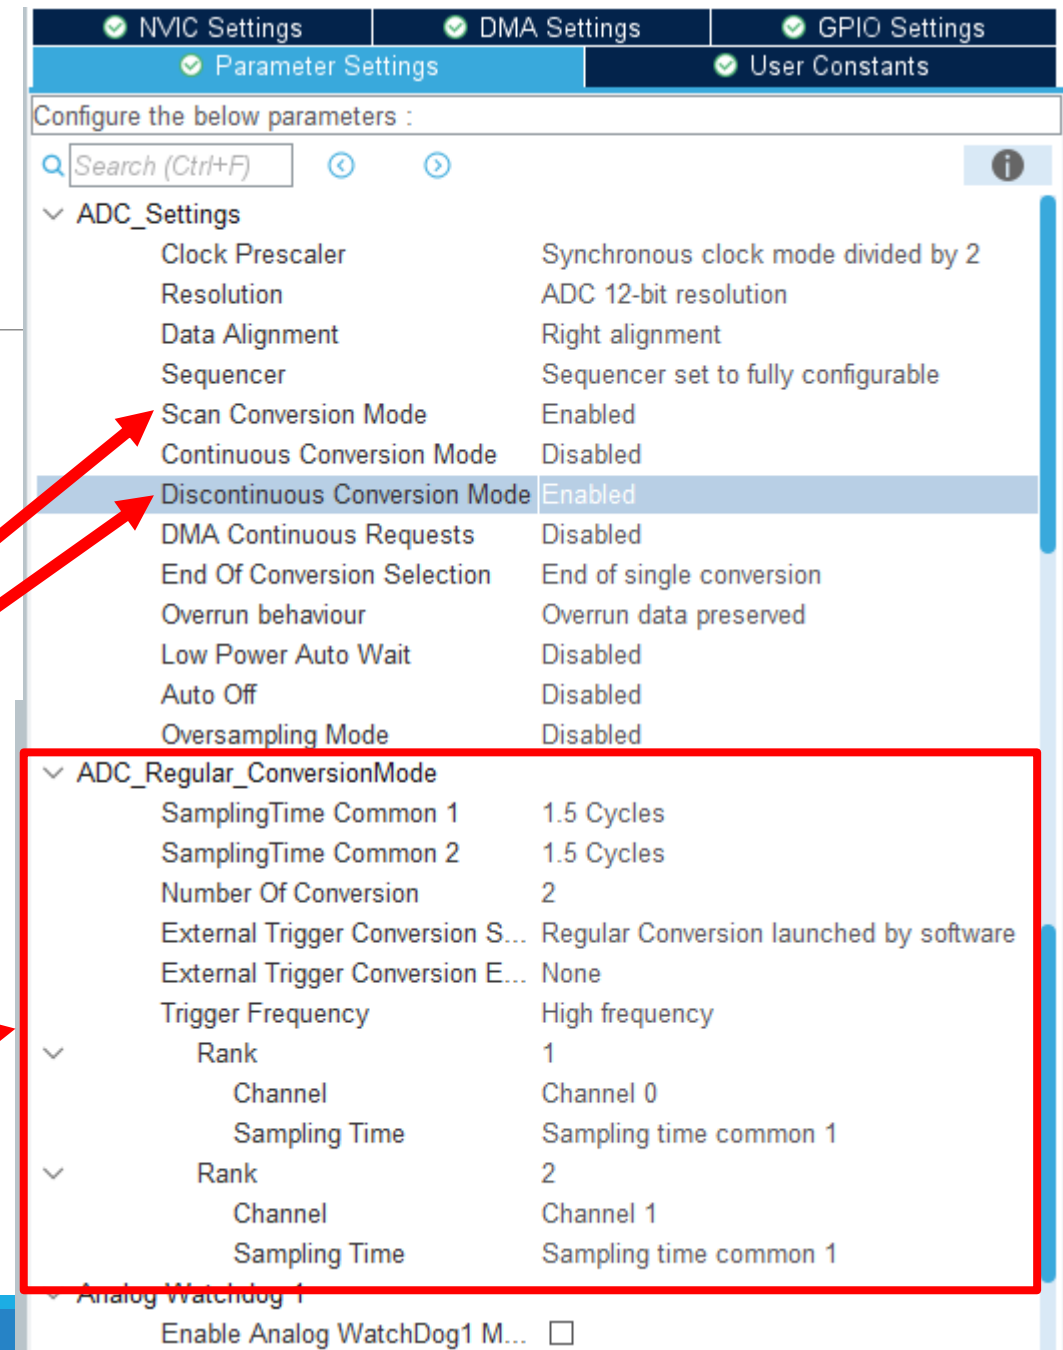 NVIC Settings DMA Settings GPIO Settings
Parameter Settings User Constants
Configure the below parameters :
Search (Ctrl+F)
ADC_Settings
Clock Prescaler Synchronous clock mode divided by 2
Resolution ADC 12-bit resolution
Data Alignment Right alignment
Sequencer Sequencer set to fully configurable
Scan Conversion Mode Enabled
Continuous Conversion Mode Disabled
Discontinuous Conversion Mode Enabled
DMA Continuous Requests Disabled
End Of Conversion Selection End of single conversion
Overrun behaviour Overrun data preserved
Low Power Auto Wait Disabled
Auto Off Disabled
Oversampling Mode Disabled
ADC_Regular_ConversionMode
SamplingTime Common 1 1.5 Cycles
SamplingTime Common 2 1.5 Cycles
Number Of Conversion 2
External Trigger Conversion S... Regular Conversion launched by software
External Trigger Conversion E... None
Trigger Frequency High frequency
Rank 1
Channel Channel 0
Sampling Time Sampling time common 1
Rank 2
Channel Channel 1
Sampling Time Sampling time common 1
Analog Watchdog 1
Enable Analog WatchDog1 M...